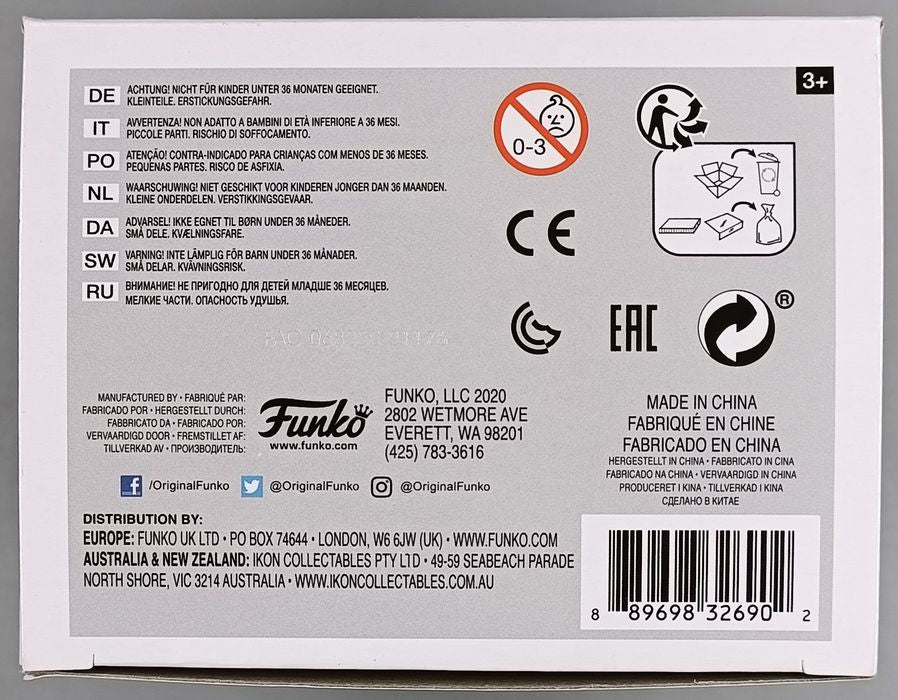 3+
DE ACHTUNG! NICHT FÜR KINDER UNTER 36 MONATEN GEEIGNET.
KLEINTEILE. ERSTICKUNGSGEFAHR.
IT AVVERTENZA! NON ADATTO A BAMBINI DI ETÀ INFERIORE A 36 MESI.
PICCOLE PARTI. RISCHIO DI SOFFOCAMENTO.
PO ATENÇÃO! CONTRA-INDICADO PARA CRIANÇAS COM MENOS DE 36 MESES.
PEQUENAS PARTES. RISCO DE ASFIXIA.
NL WAARSCHUWING! NIET GESCHIKT VOOR KINDEREN JONGER DAN 36 MAANDEN.
KLEINE ONDERDELEN. VERSTIKKINGSGEVAAR.
DA ADVARSEL! IKKE EGNET TIL BØRN UNDER 36 MÅNEDER.
SMÅ DELE. KVÆLNINGSFARE.
SW VARNING! INTE LÄMPLIG FÖR BARN UNDER 36 MÅNADER.
SMÅ DELAR. KVÄVNINGSRISK.
RU ВНИМАНИЕ! НЕ ПРИГОДНО ДЛЯ ДЕТЕЙ МЛАДШЕ 36 МЕСЯЦЕВ.
МЕЛКИЕ ЧАСТИ. ОПАСНОСТЬ УДУШЬЯ.
0-3
CE
EAC
®
MANUFACTURED BY • FABRIQUÉ PAR:
FABRICADO POR • HERGESTELLT DURCH:
FABBRICATO DA • FABRICADO POR:
VERVAARDIGD DOOR • FREMSTILLET AF:
TILLVERKAD AV • ПРОИЗВОДИТЕЛЬ:
Funko
www.funko.com
FUNKO, LLC 2020
2802 WETMORE AVE
EVERETT, WA 98201
(425) 783-3616
MADE IN CHINA
FABRIQUÉ EN CHINE
FABRICADO EN CHINA
HERGESTELLT IN CHINA • FABBRICATO IN CINA
FABRICADO NA CHINA • VERVAARDIGD IN CHINA
PRODUCERET I KINA • TILLVERKAD I KINA
СДЕЛАНО В КИТАЕ
f /OriginalFunko @OriginalFunko @OriginalFunko
DISTRIBUTION BY:
EUROPE: FUNKO UK LTD • PO BOX 74644 • LONDON, W6 6JW (UK) • WWW.FUNKO.COM
AUSTRALIA & NEW ZEALAND: IKON COLLECTABLES PTY LTD • 49-59 SEABEACH PARADE
NORTH SHORE, VIC 3214 AUSTRALIA • WWW.IKONCOLLECTABLES.COM.AU
8 89698 32690 2